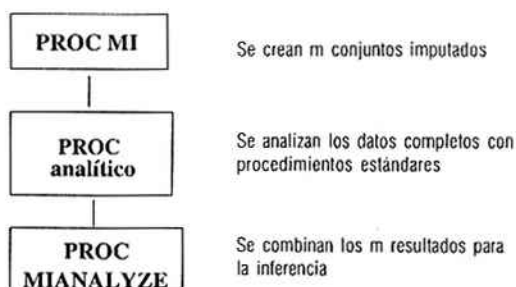 PROC MI
Se crean m conjuntos imputados
PROC
analítico
Se analizan los datos completos con
procedimientos estándares
PROC
MIANALYZE
Se combinan los m resultados para
la inferencia